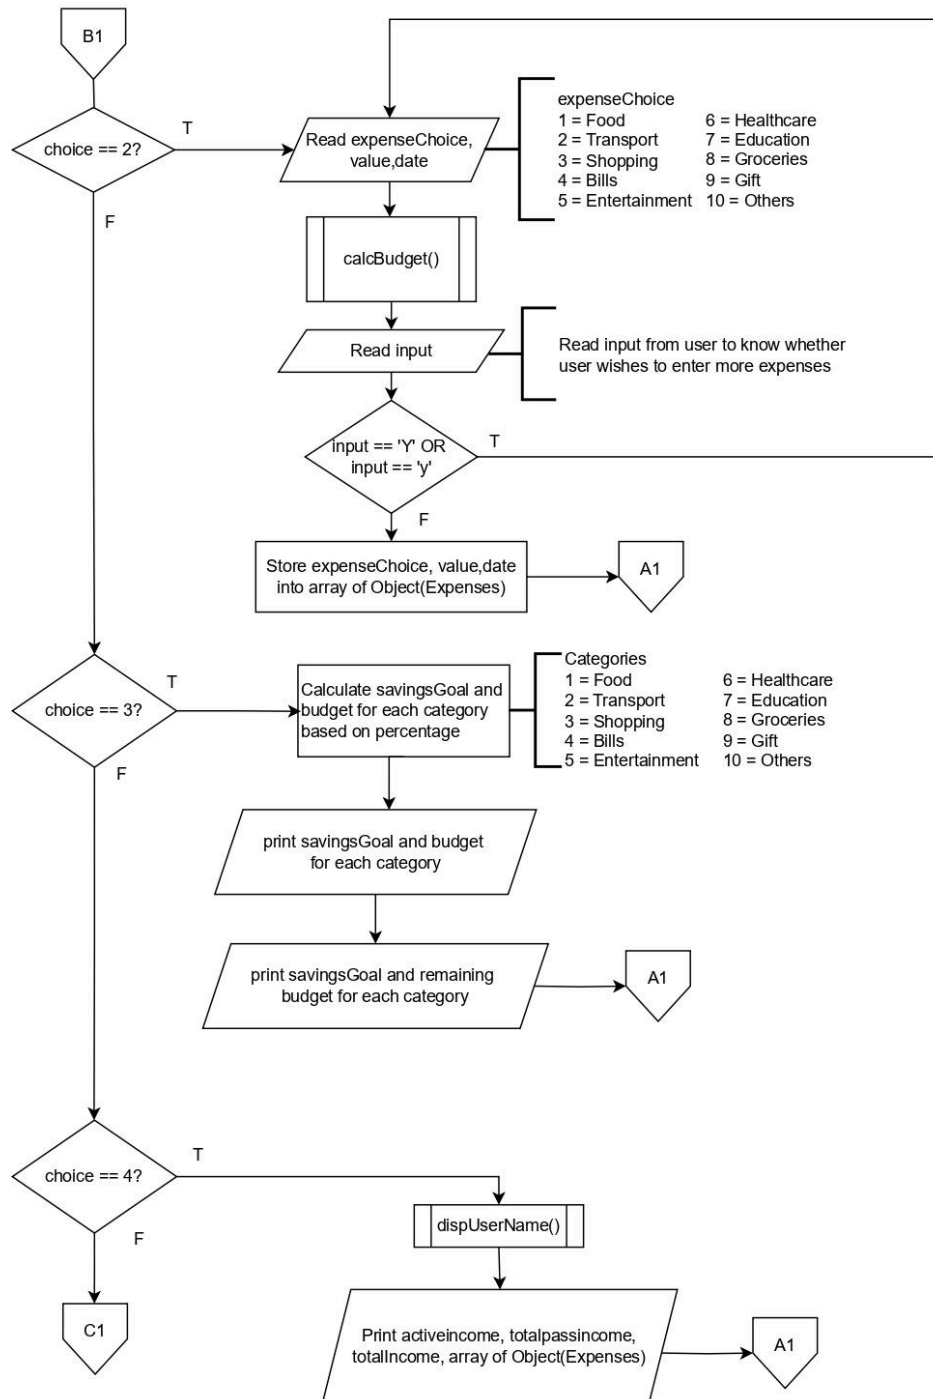 B1
choice == 2?
T
F
Read expenseChoice,
value,date
expenseChoice
1 = Food
2 = Transport
3 = Shopping
4 = Bills
5 = Entertainment
6 = Healthcare
7 = Education
8 = Groceries
9 = Gift
10 = Others
calcBudget()
Read input
Read input from user to know whether
user wishes to enter more expenses
input == 'Y' OR
input == 'y'
T
F
Store expenseChoice, value,date
into array of Object(Expenses)
A1
choice == 3?
T
F
Calculate savingsGoal and
budget for each category
based on percentage
Categories
1 = Food
2 = Transport
3 = Shopping
4 = Bills
5 = Entertainment
6 = Healthcare
7 = Education
8 = Groceries
9 = Gift
10 = Others
print savingsGoal and budget
for each category
print savingsGoal and remaining
budget for each category
A1
choice == 4?
T
F
dispUserName()
C1
Print activeincome, totalpassincome,
totalIncome, array of Object(Expenses)
A1